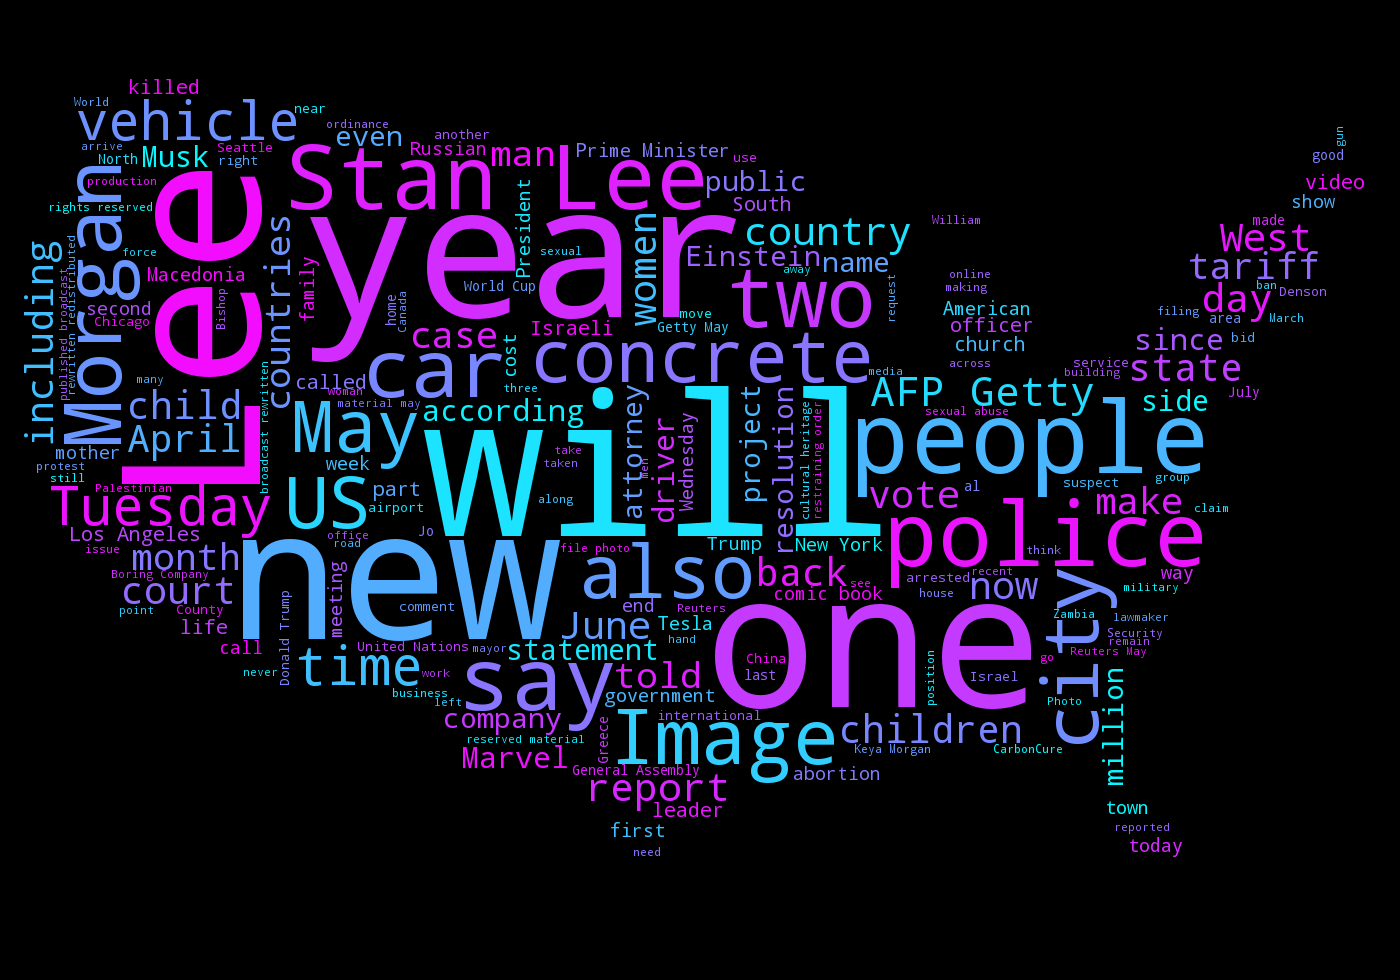 killed
World
vehicle
near
ordinance
even
another
arrive
North
Musk
Seattle
right
Russian
man
Prime Minister
use
gun
good
production
Stan Lee
public
video
rights reserved
Morgan
Lee
year
South
show
William
made
including
force
countries
President
sexual
women
country
West
published broadcast
rewritten redistributed
Macedonia
family
Einstein
name
tariff
away
online
second
Bishop
home
Canada
World Cup
two
request
making
ban
Denson
day
Chicago
case
Israeli
move
Getty May
American
officer
filing
area
March
many
car
cost
concrete
church
since
bid
called
woman
three
media
across
service
building
state
July
child
material may
according
AFP Getty
side
April
May
will
attorney
driver
Wednesday
project
resolution
cultural heritage
restraining order
sexual abuse
people
broadcast rewritten
mother
week
take
taken
men
protest
still
Palestinian
US
part
airport
along
vote
al
suspect
group
make
claim
Tuesday
Los Angeles
office
road
Jo
police
issue
month
new
file photo
Trump
New York
think
Boring Company
court
meeting
also
back
see
arrested
recent
now
way
comic book
house
military
point
County
comment
end
Reuters
one
city
Zambia
lawmaker
life
June
Tesla
hand
Security
remain
call
Donald Trump
United Nations
mayor
statement
China
go
Reuters May
never
time
work
say
told
last
position
Israel
business
left
government
Photo
million
company
Greece
international
Image
children
reserved material
Marvel
Keya Morgan
CarbonCure
General Assembly
abortion
report
leader
town
first
reported
need
today